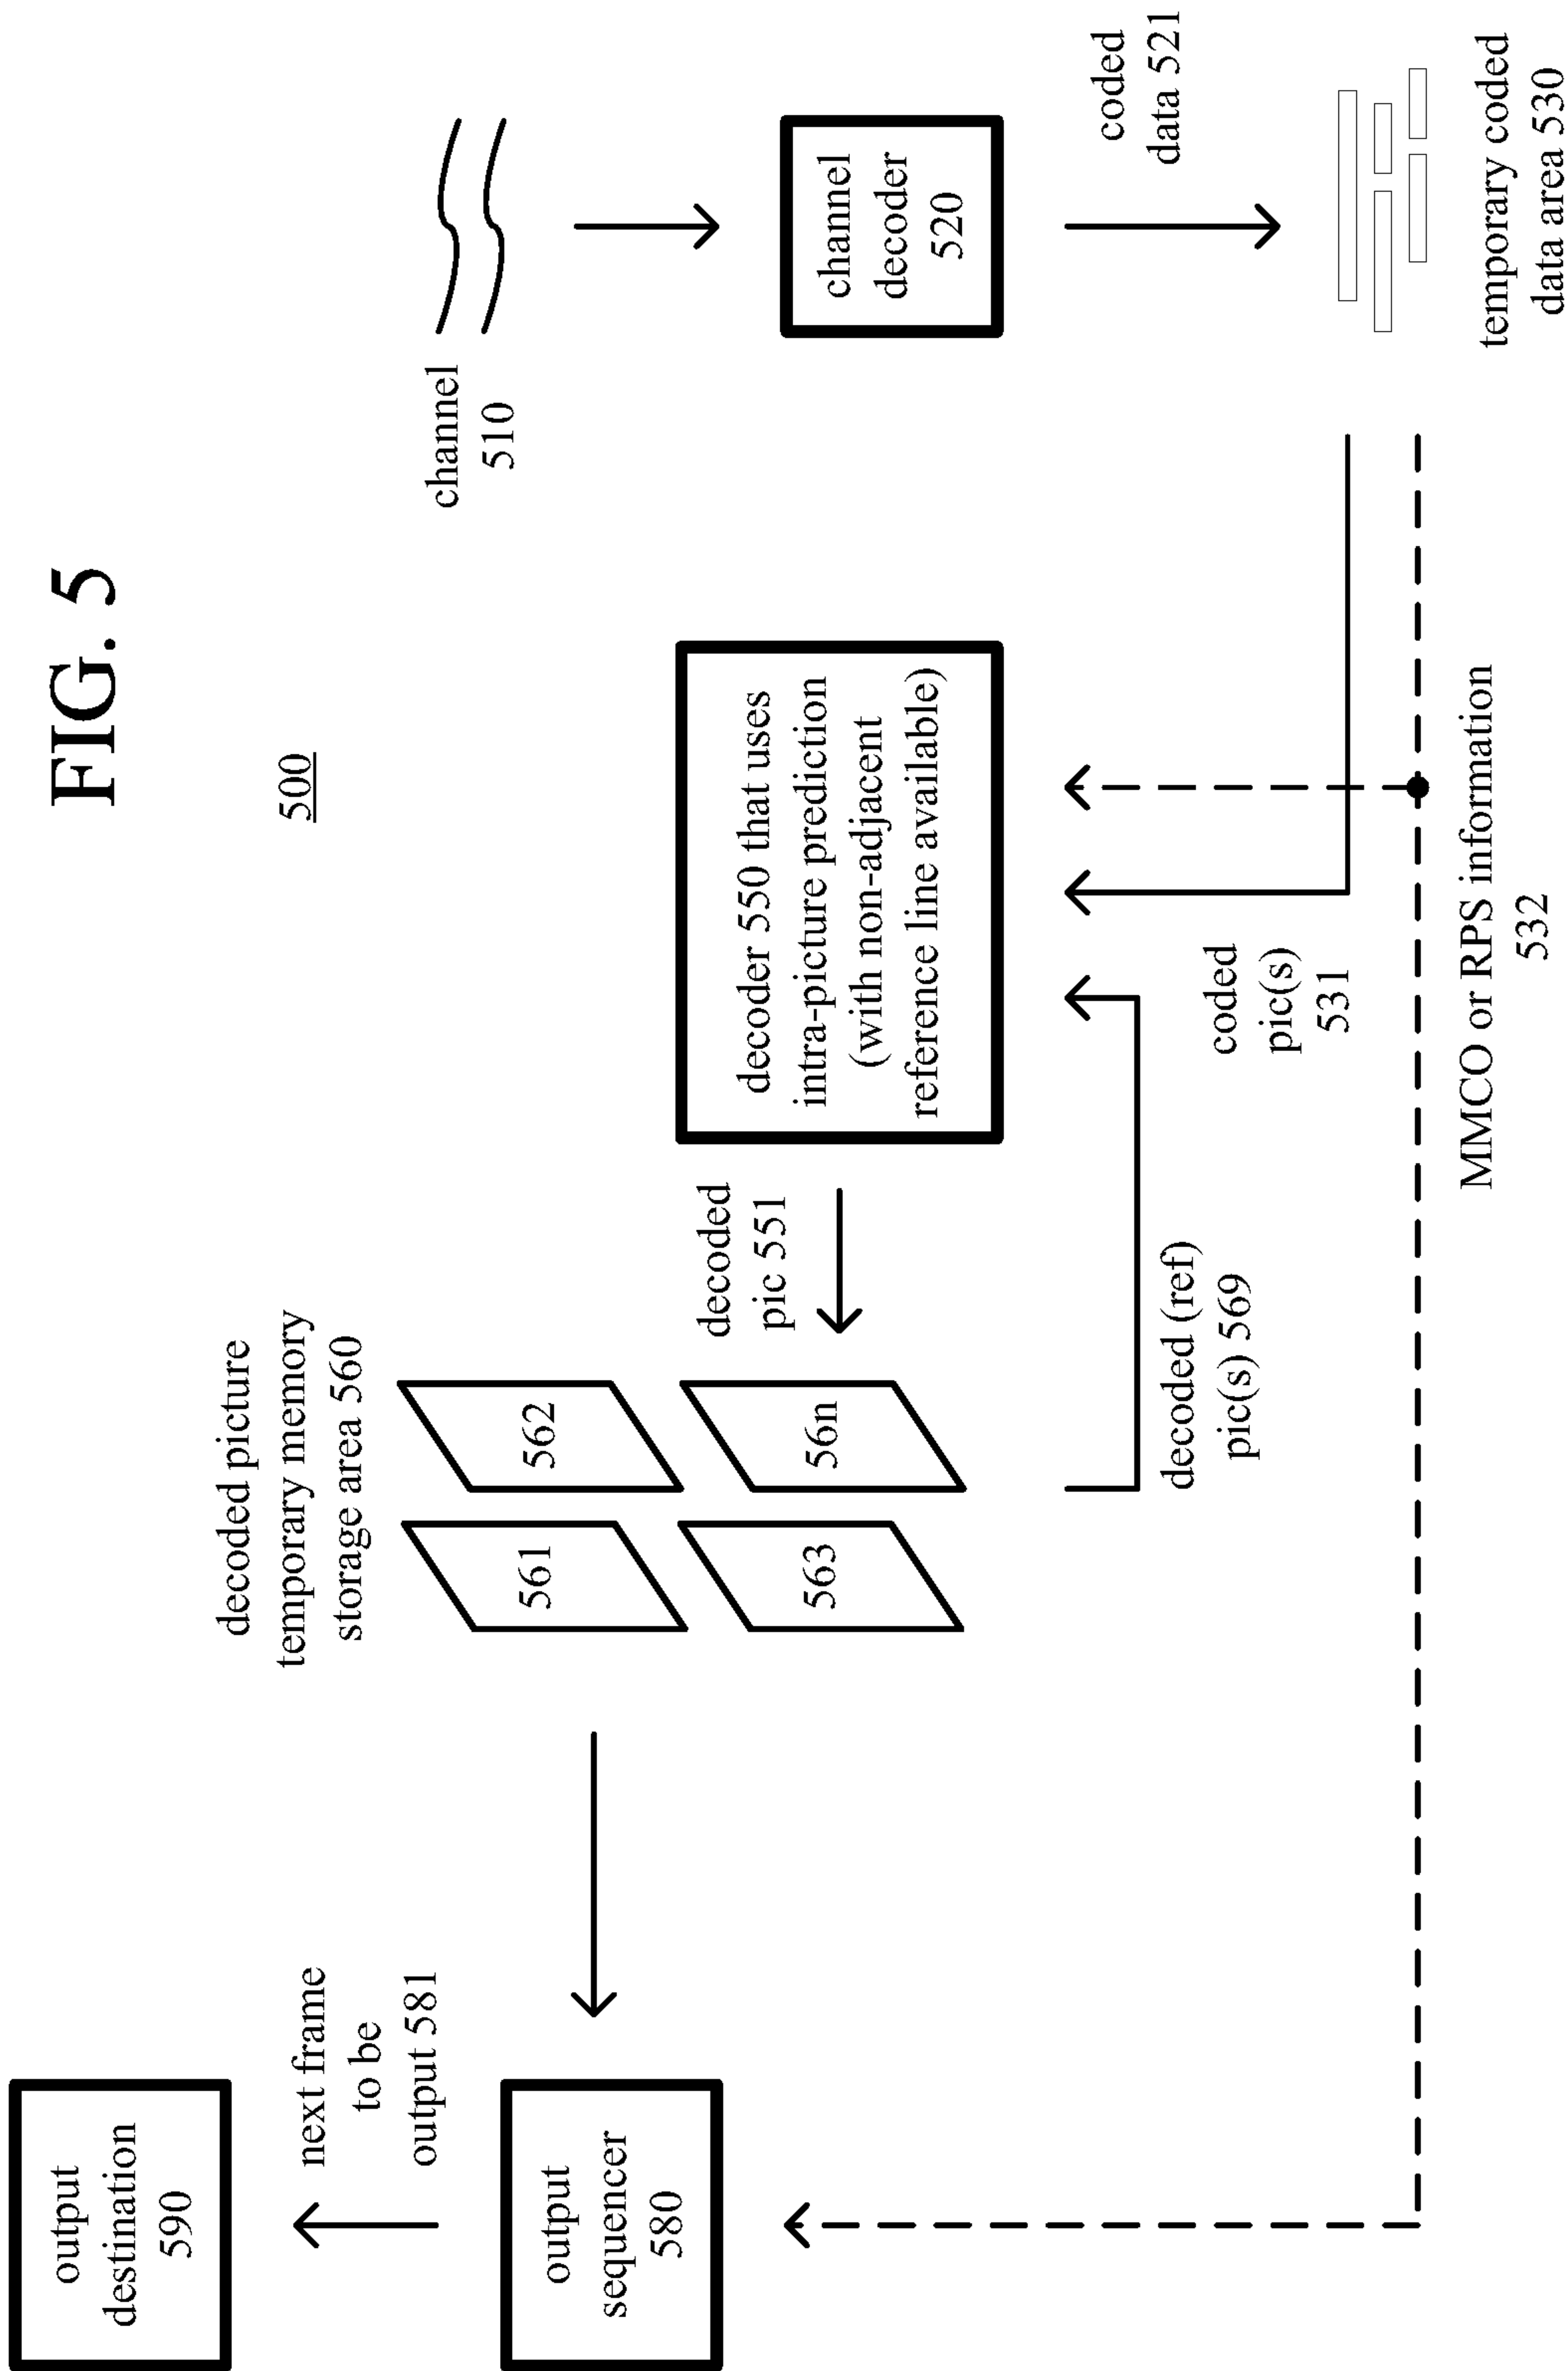 FIG. 5
500
output
destination
590
next frame
to be
output 581
output
sequencer
580
decoded picture
temporary memory
storage area 560
561
562
563
56n
decoded
pic 551
decoded (ref)
pic(s) 569
decoder 550 that uses
intra-picture prediction
(with non-adjacent
reference line available)
coded
pic(s)
531
MMCO or RPS information
532
channel
510
channel
decoder
520
coded
data 521
temporary coded
data area 530